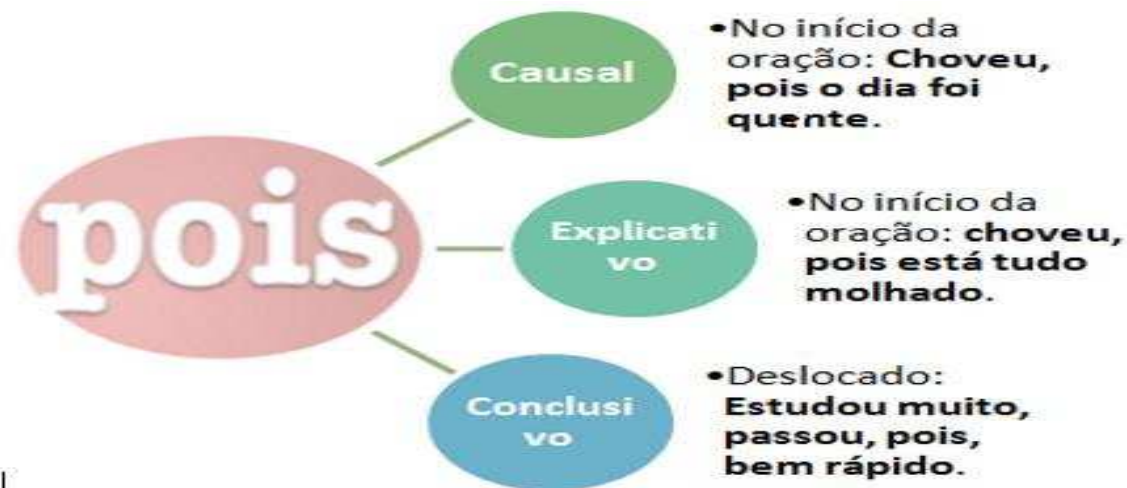 pois
Causal
•No início da
oração: Choveu,
pois o dia foi
quente.
Explicati
vo
•No início da
oração: choveu,
pois está tudo
molhado.
Conclusi
vo
•Deslocado:
Estudou muito,
passou, pois,
bem rápido.